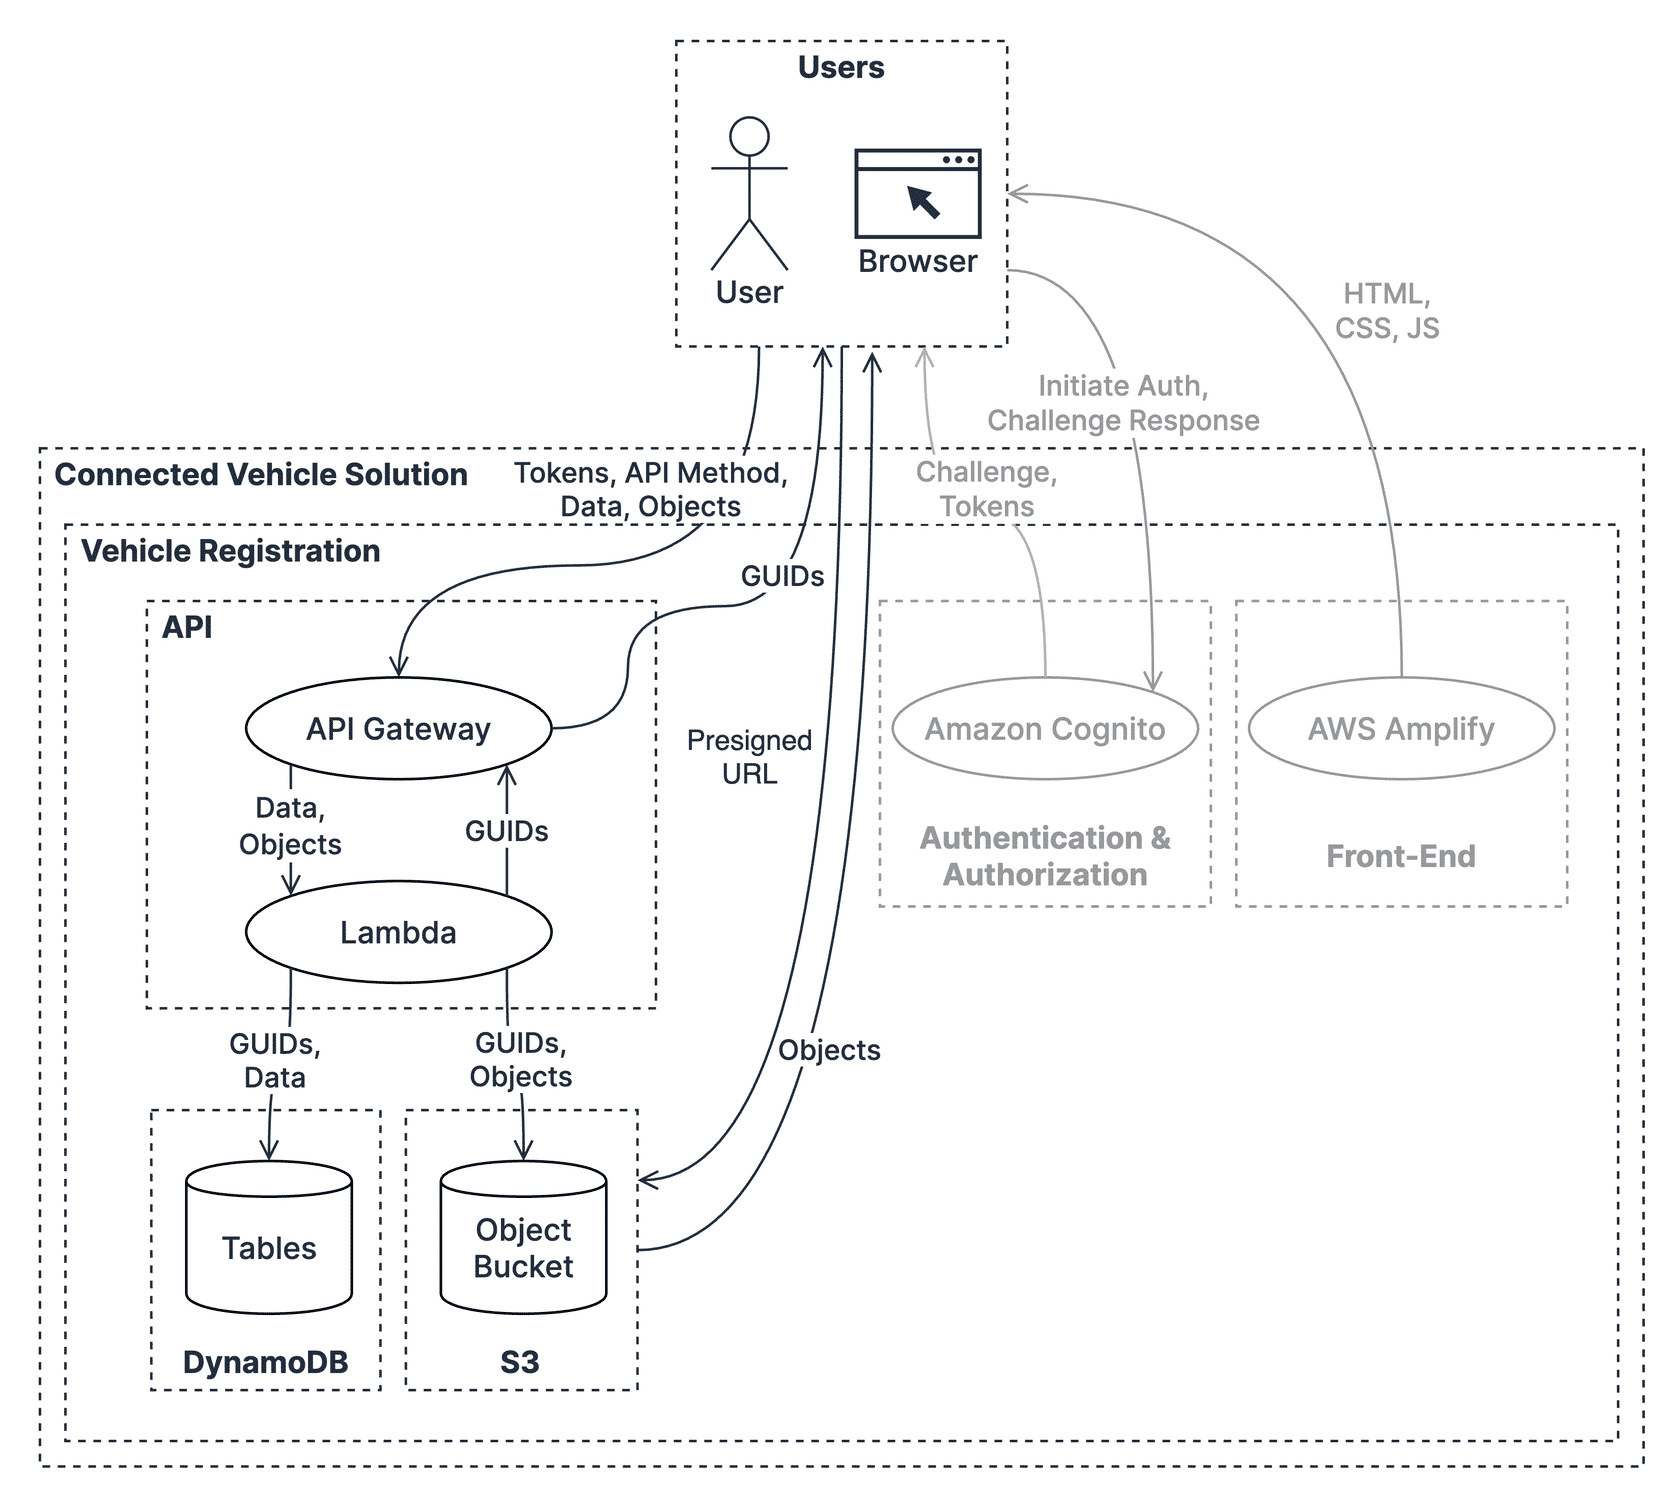 Users
User
Browser
HTML,
CSS, JS
Initiate Auth,
Challenge Response
Connected Vehicle Solution
Tokens, API Method,
Data, Objects
Challenge,
Tokens
Vehicle Registration
GUIDs
API
API Gateway
Presigned
URL
Amazon Cognito
AWS Amplify
Data,
Objects
GUIDs
Authentication &
Authorization
Front-End
Lambda
GUIDs,
Data
GUIDs,
Objects
Objects
Tables
Object
Bucket
DynamoDB
S3